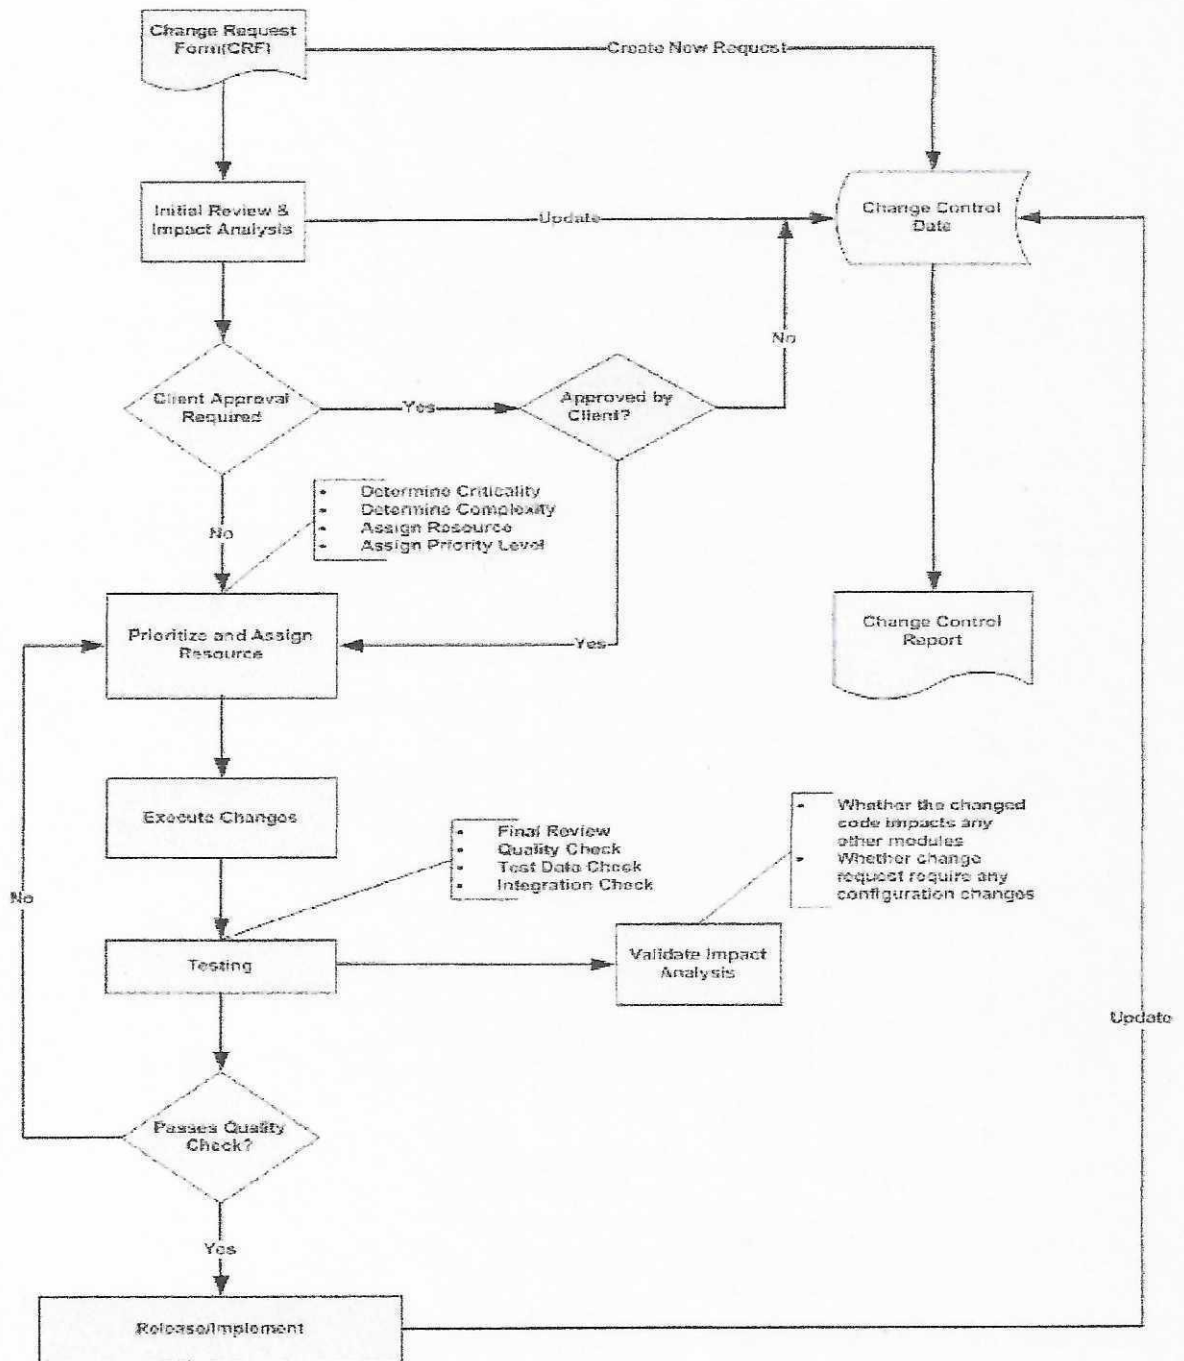 Change Request
Form(CRF)
Create New Request
Initial Review &
Impact Analysis
Update
Change Control
Date
No
Client Approval
Required
Yes
Approved by
Client?
No
• Determine Criticality
• Determine Complexity
• Assign Resource
• Assign Priority Level
Prioritize and Assign
Resource
Yes
Change Control
Report
Execute Changes
• Final Review
• Quality Check
• Test Data Check
• Integration Check
• Whether the changed
code impacts any
other modules
• Whether change
request require any
configuration changes
No
Testing
Validate Impact
Analysis
Update
Passes Quality
Check?
Yes
Release/Implement